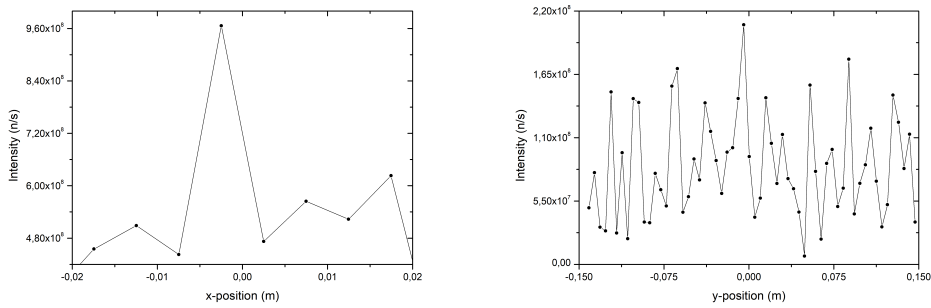 9,60x10⁸
8,40x10⁸
7,20x10⁸
6,00x10⁸
4,80x10⁸
Intensity (n/s)
-0,02
-0,01
0,00
0,01
0,02
x-position (m)
2,20x10⁸
1,65x10⁸
1,10x10⁸
5,50x10⁷
0,00
Intensity (n/s)
-0,150
-0,075
0,000
0,075
0,150
y-position (m)